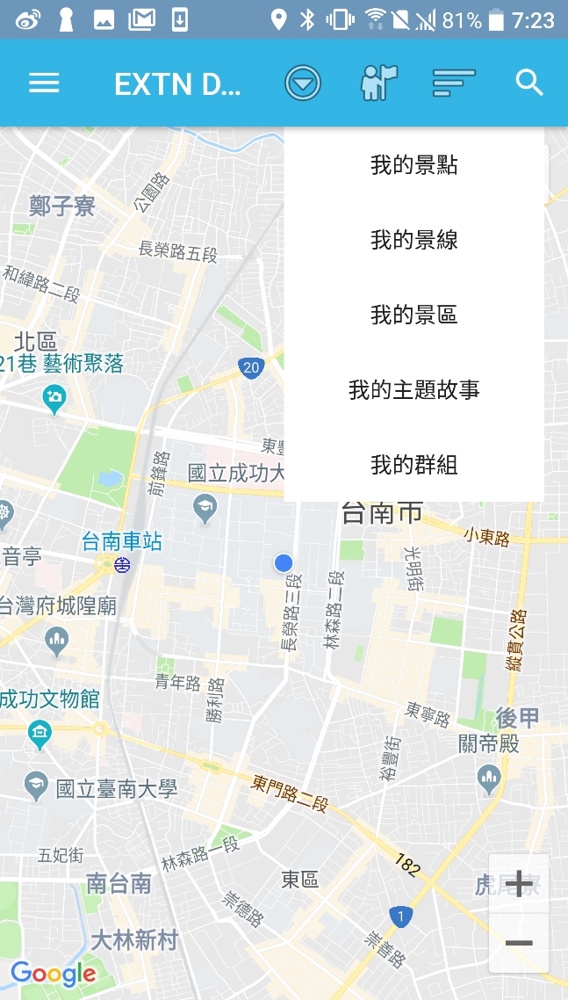 81% 7:23
EXTN D...
我的景點
我的景線
我的景區
我的主題故事
我的群組
鄭子寮
公園路
長榮路五段
和緯路二段
北區
21巷 藝術聚落
20
東豐
前鋒路
國立成功大
台南市
小東路
台南車站
音亭
光明街
台灣府城隍廟
長榮路三段
林森路二段
縱貫公路
青年路
勝利路
成功文物館
東寧路
後甲
關帝殿
裕豐街
國立臺南大學
東門路二段
五妃街
林森路一段
182
南台南
東區
虎尾寮
崇德路
1
大林新村
崇善路
+
−
Google